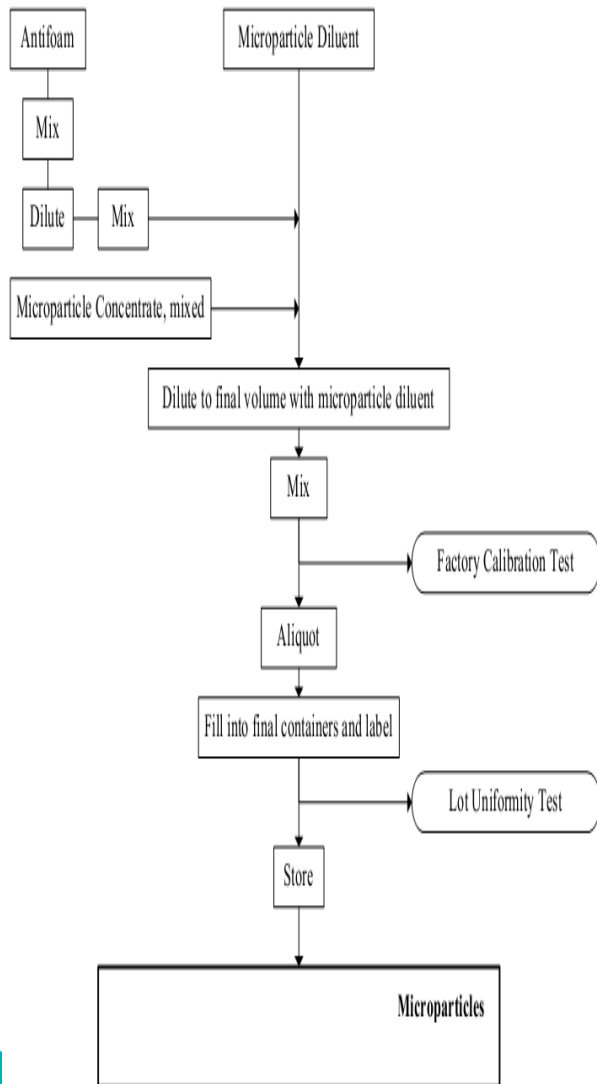 Antifoam
Microparticle Diluent
Mix
Dilute
Mix
Microparticle Concentrate, mixed
Dilute to final volume with microparticle diluent
Mix
Factory Calibration Test
Aliquot
Fill into final containers and label
Lot Uniformity Test
Store
Microparticles